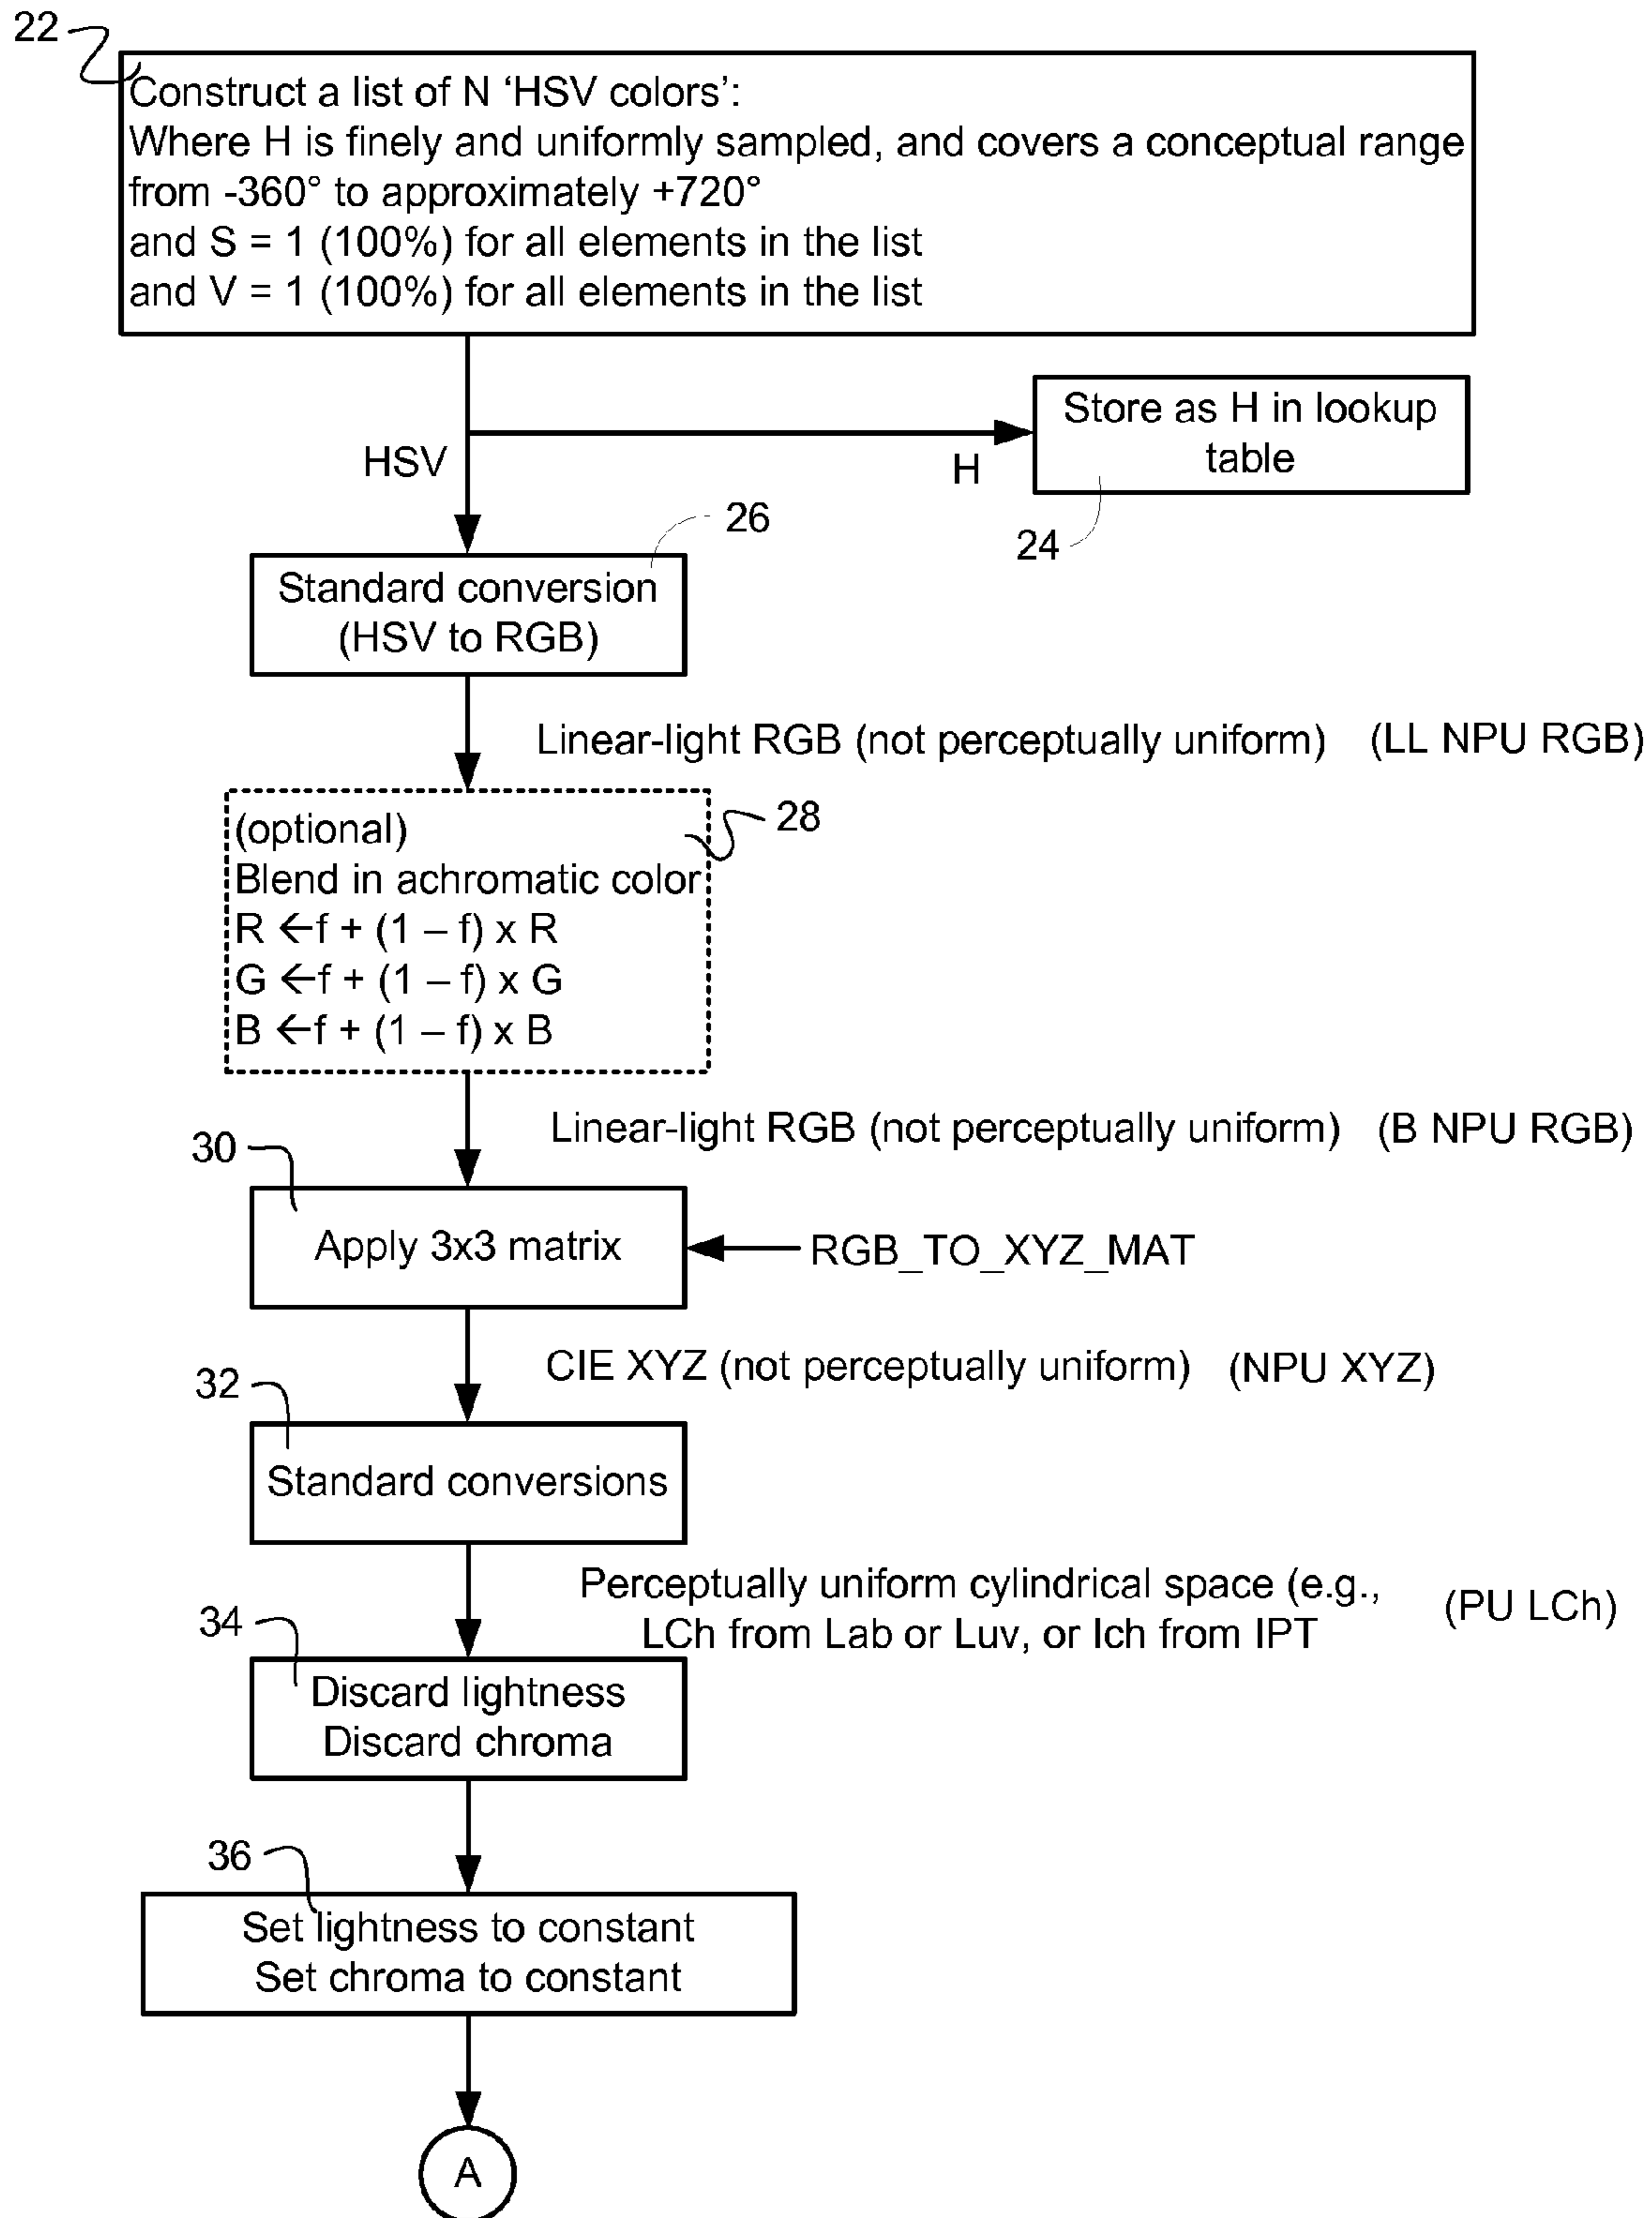 22
Construct a list of N ‘HSV colors’:
Where H is finely and uniformly sampled, and covers a conceptual range
from -360° to approximately +720°
and S = 1 (100%) for all elements in the list
and V = 1 (100%) for all elements in the list
Store as H in lookup
table
HSV
H
24
26
Standard conversion
(HSV to RGB)
Linear-light RGB (not perceptually uniform) (LL NPU RGB)
28
(optional)
Blend in achromatic color
R ←f + (1 – f) x R
G ←f + (1 – f) x G
B ←f + (1 – f) x B
Linear-light RGB (not perceptually uniform) (B NPU RGB)
30
Apply 3x3 matrix
RGB_TO_XYZ_MAT
CIE XYZ (not perceptually uniform) (NPU XYZ)
32
Standard conversions
Perceptually uniform cylindrical space (e.g.,
LCh from Lab or Luv, or Ich from IPT
(PU LCh)
34
Discard lightness
Discard chroma
36
Set lightness to constant
Set chroma to constant
A